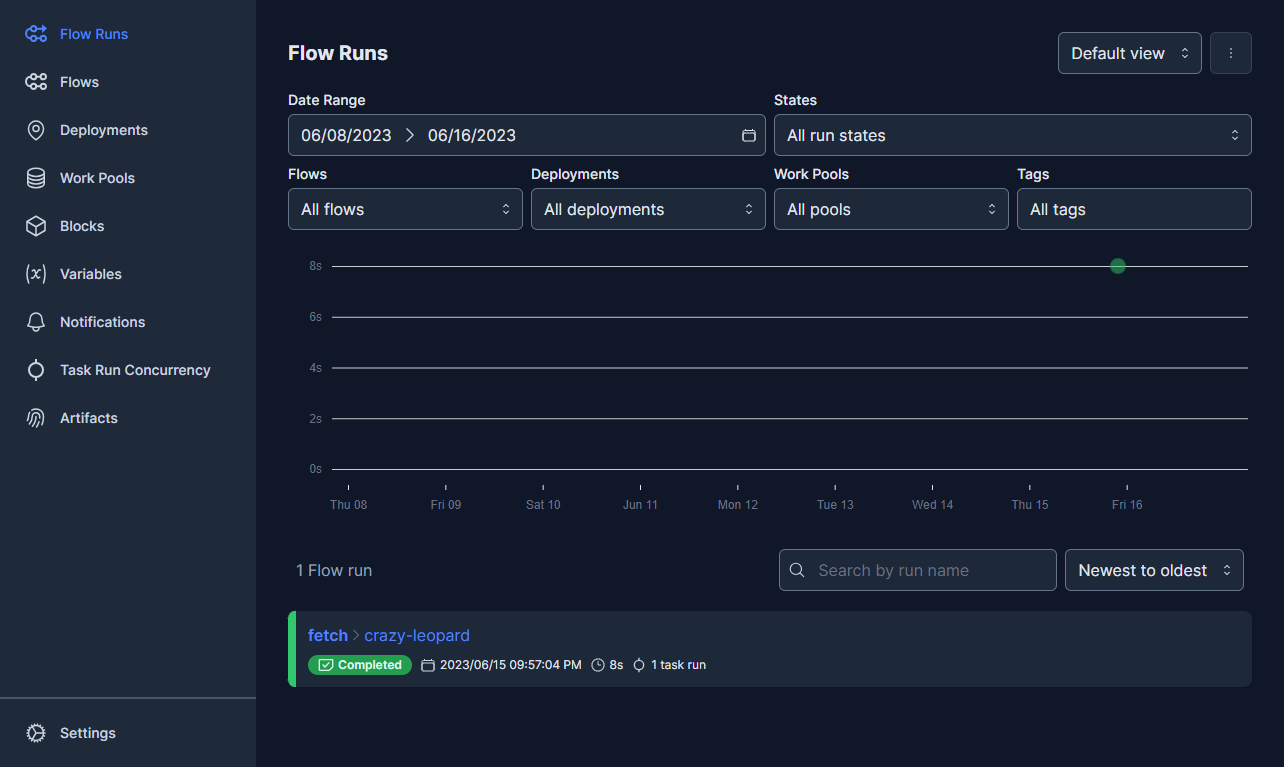 Flow Runs
Flows
Deployments
Work Pools
Blocks
Variables
Notifications
Task Run Concurrency
Artifacts
Settings
Flow Runs
Default view
Date Range
States
06/08/2023 06/16/2023
All run states
Flows
Deployments
Work Pools
Tags
All flows
All deployments
All pools
All tags
8s
6s
4s
2s
0s
Thu 08 Fri 09 Sat 10 Jun 11 Mon 12 Tue 13 Wed 14 Thu 15 Fri 16
1 Flow run
Search by run name
Newest to oldest
fetch > crazy-leopard
Completed 2023/06/15 09:57:04 PM 8s 1 task run